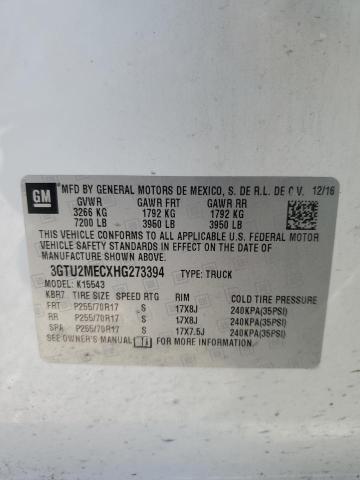 GM
MFD BY GENERAL MOTORS DE MEXICO, S. DE R.L. DE C.V. 12/16
GVWR GAWR FRT GAWR RR
3266 KG 1792 KG 1792 KG
7200 LB 3950 LB 3950 LB
THIS VEHICLE CONFORMS TO ALL APPLICABLE U.S. FEDERAL MOTOR
VEHICLE SAFETY STANDARDS IN EFFECT ON THE DATE OF
MANUFACTURE SHOWN ABOVE.
3GTU2MECXHG273394 TYPE: TRUCK
MODEL: K15543
KBR7 TIRE SIZE SPEED RTG RIM COLD TIRE PRESSURE
FRT P255/70R17 S 17X8J 240KPA(35PSI)
RR P255/70R17 S 17X8J 240KPA(35PSI)
SPA P255/70R17 S 17X7.5J 240KPA(35PSI)
SEE OWNER'S MANUAL FOR MORE INFORMATION.